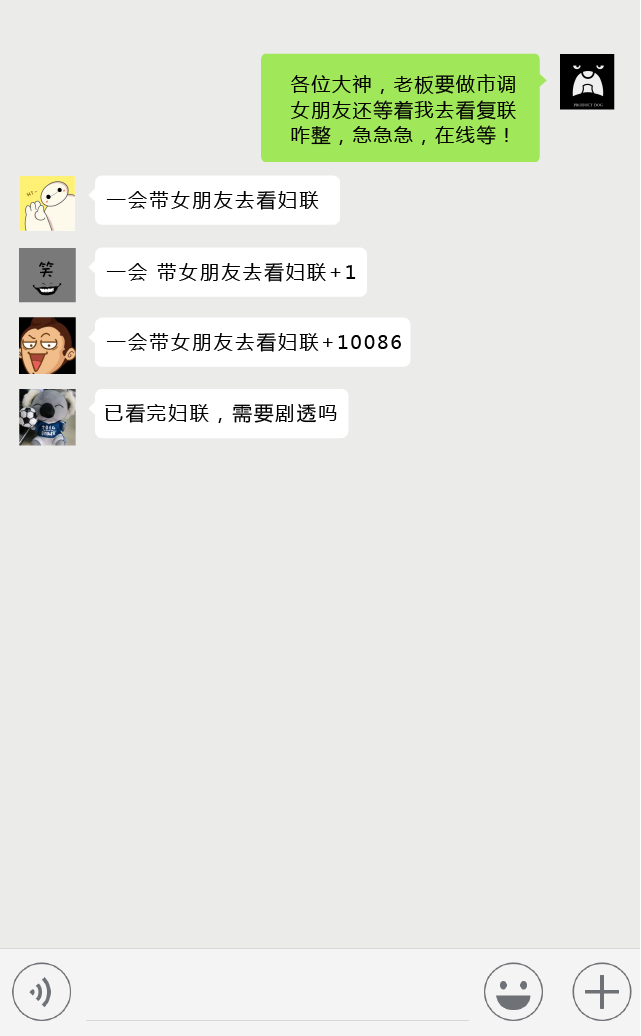 各位大神，老板要做市调
女朋友还等着我去看复联
咋整，急急急，在线等！
PRODUCT DOG
一会带女朋友去看妇联
笑
一会 带女朋友去看妇联+1
一会带女朋友去看妇联+10086
已看完妇联，需要剧透吗